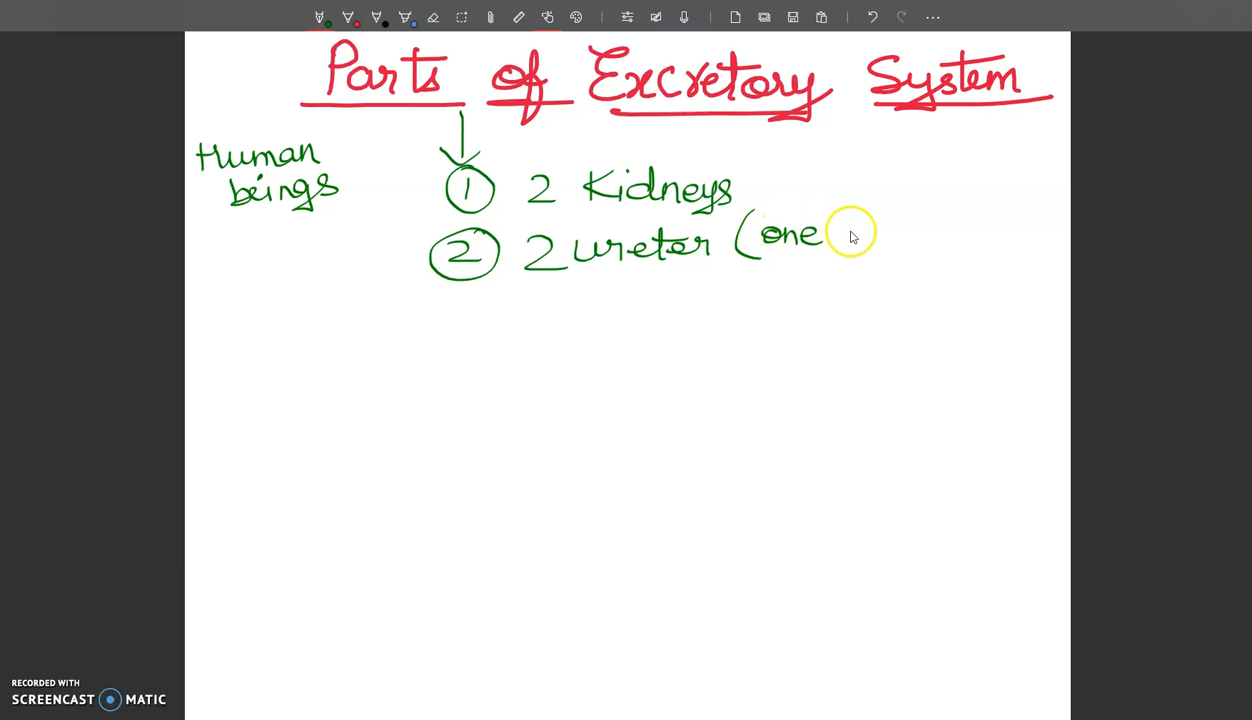 Parts of Excretory System
Human
beings
1 2 Kidneys
2 2 ureter (one
RECORDED WITH
SCREENCAST MATIC